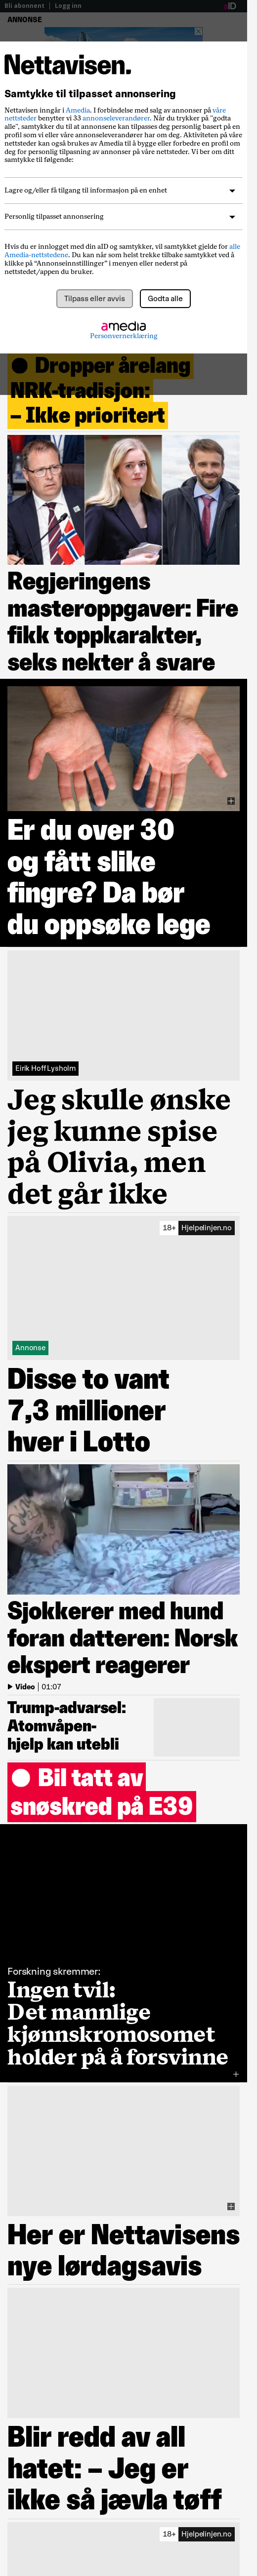 Bli abonnent | Logg inn
ANNONSE
Nettavisen.
Samtykke til tilpasset annonsering
Nettavisen inngår i Amedia. I forbindelse med salg av annonser på våre
nettsteder benytter vi 33 annonseleverandører. Når du trykker på "godta
alle", samtykker du til at annonsene kan tilpasses deg personlig basert på en
profil som vi eller våre annonseleverandører har om deg. Aktiviteten på våre
nettsteder kan også brukes av Amedia til å bygge eller forbedre en profil om
deg for personlig tilpasning av annonser på våre nettsteder. Vi ber om ditt
samtykke til følgende:
Lagre og/eller få tilgang til informasjon på en enhet
Personlig tilpasset annonsering
Hvis du er innlogget med din aID og samtykker, vil samtykket gjelde for alle
Amedia-nettstedene. Du kan når som helst trekke tilbake samtykket ved å
klikke på “Annonseinnstillinger” i menyen eller nederst på
nettstedet/appen du bruker.
Tilpass eller avvis
Godta alle
amedia
Personvernerklæring
Dropper årelang
NRK-tradisjon:
– Ikke prioritert
Regjeringens
masteroppgaver: Fire
fikk toppkarakter,
seks nekter å svare
Er du over 30
og fått slike
fingre? Da bør
du oppsøke lege
Eirik Hoff Lysholm
Jeg skulle ønske
jeg kunne spise
på Olivia, men
det går ikke
18+ Hjelpelinjen.no
Annonse
Disse to vant
7,3 millioner
hver i Lotto
Sjokkerer med hund
foran datteren: Norsk
ekspert reagerer
Video | 01:07
Trump-advarsel:
Atomvåpen-
hjelp kan utebli
Bil tatt av
snøskred på E39
Forskning skremmer:
Ingen tvil:
Det mannlige
kjønnskromosomet
holder på å forsvinne
Her er Nettavisens
nye lørdagsavis
Blir redd av all
hatet: – Jeg er
ikke så jævla tøff
18+ Hjelpelinjen.no